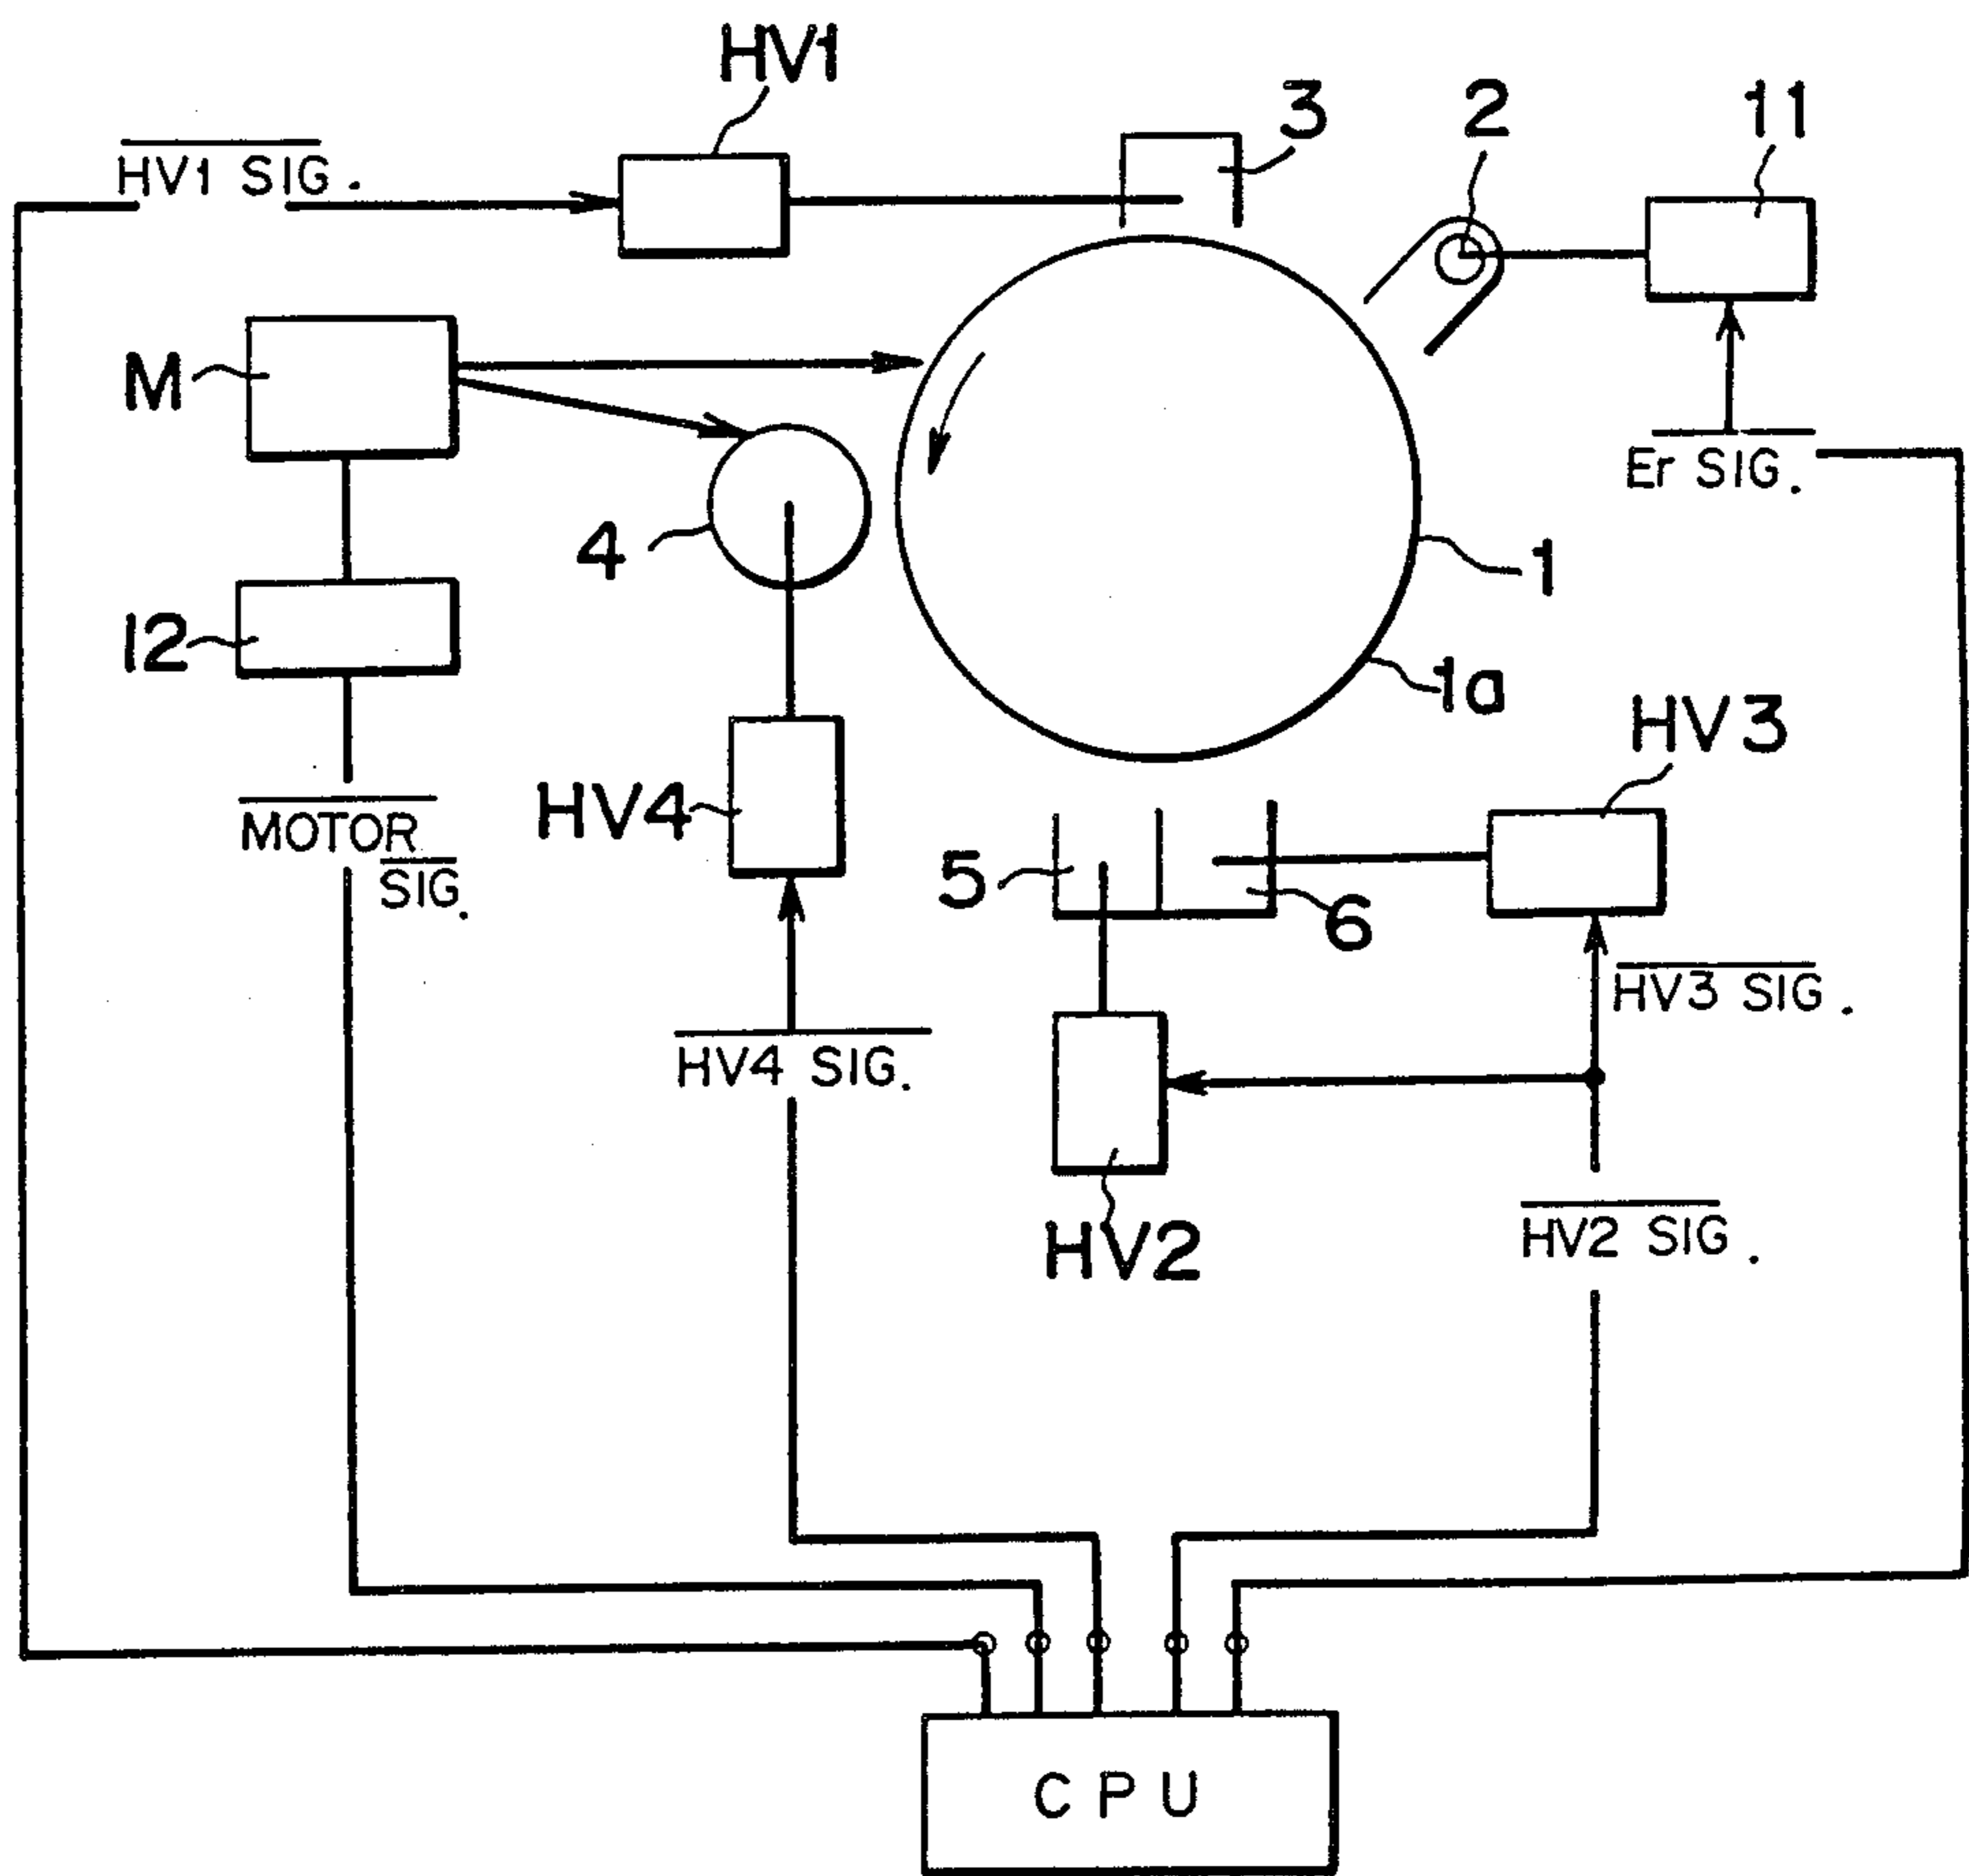 HV1
3
2
11
HV1 SIG.
M
Er SIG.
4
1
12
1a
HV3
HV4
MOTOR
SIG.
5
6
HV3 SIG.
HV4 SIG.
HV2
HV2 SIG.
CPU